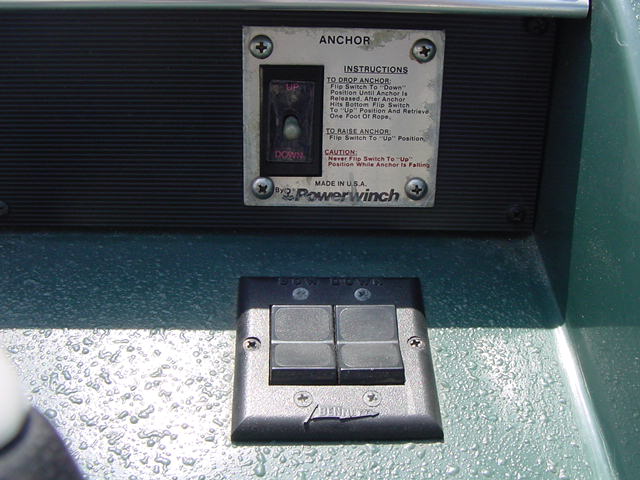 ANCHOR
INSTRUCTIONS
UP
DOWN
TO DROP ANCHOR:
Flip Switch To "Down"
Position Until Anchor Is
Released. After Anchor
Hits Bottom Flip Switch
To "Up" Position And Retrieve
One Foot Of Rope.
TO RAISE ANCHOR:
Flip Switch To "Up" Position.
CAUTION:
Never Flip Switch To "Up"
Position While Anchor Is Falling
MADE IN U.S.A.
By Powerwinch
BOW DOWN